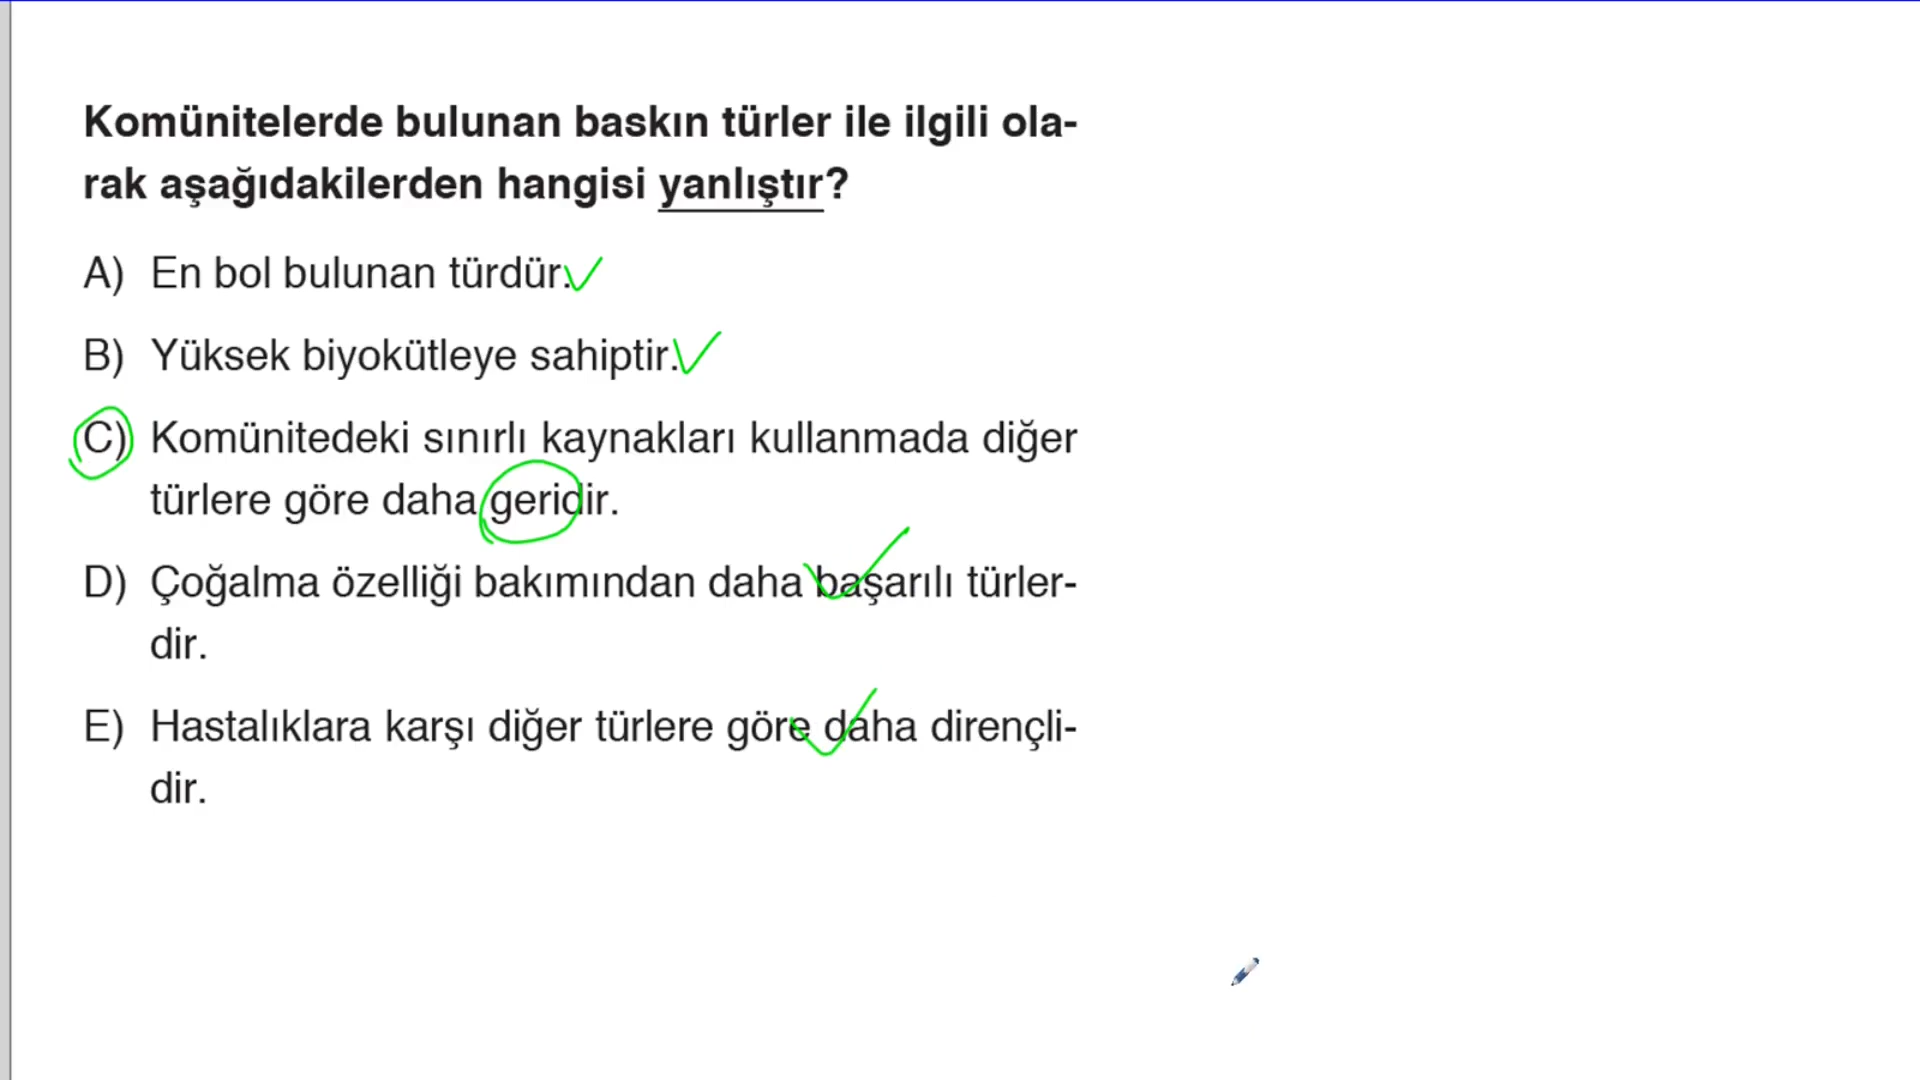 Komünitelerde bulunan baskın türler ile ilgili ola-
rak aşağıdakilerden hangisi yanlıştır?
A) En bol bulunan türdür.
B) Yüksek biyokütleye sahiptir.
C) Komünitedeki sınırlı kaynakları kullanmada diğer
türlere göre daha geridir.
D) Çoğalma özelliği bakımından daha başarılı türler-
dir.
E) Hastalıklara karşı diğer türlere göre daha dirençli-
dir.